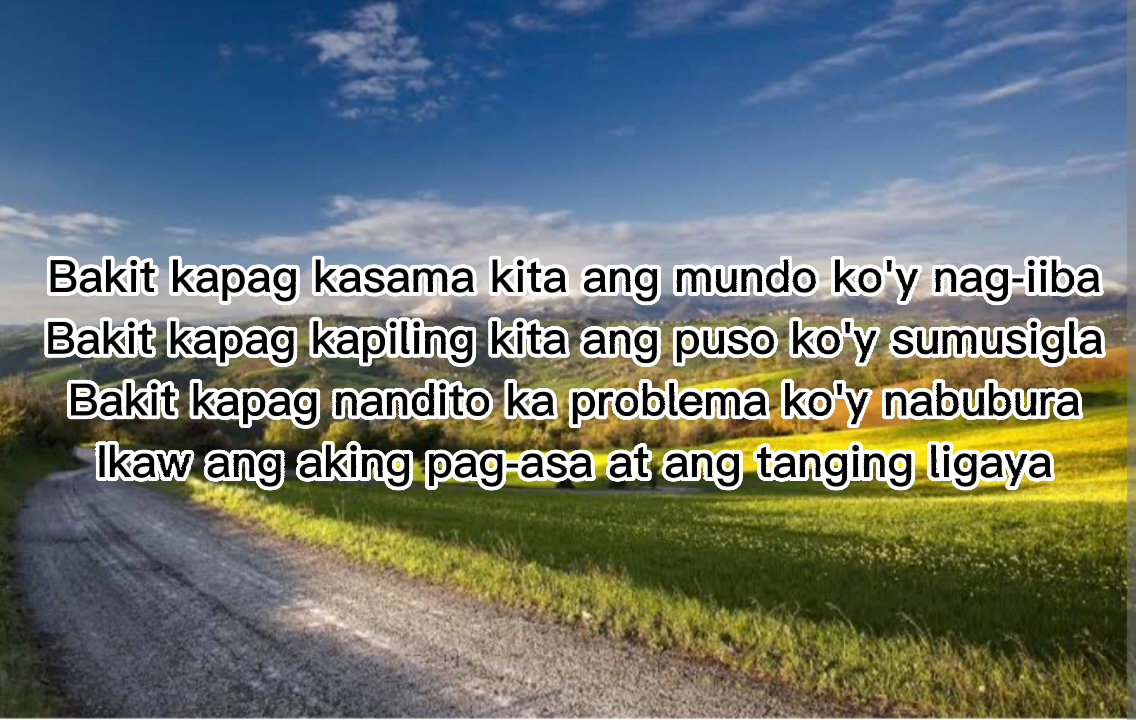 Bakit kapag kasama kita ang mundo ko'y nag-iiba
Bakit kapag kapiling kita ang puso ko'y sumusigla
Bakit kapag nandito ka problema ko'y nabubura
Ikaw ang aking pag-asa at ang tanging ligaya